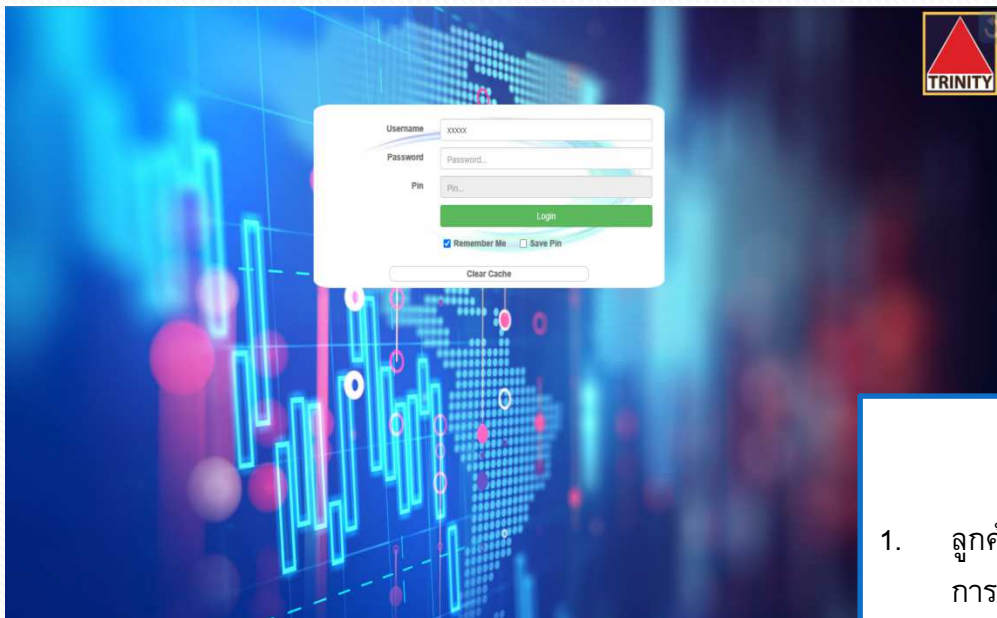 TRINITY
Username xxxxx
Password Password...
Pin Pin...
Login
Remember Me Save Pin
Clear Cache
1. ลูกค้
การ